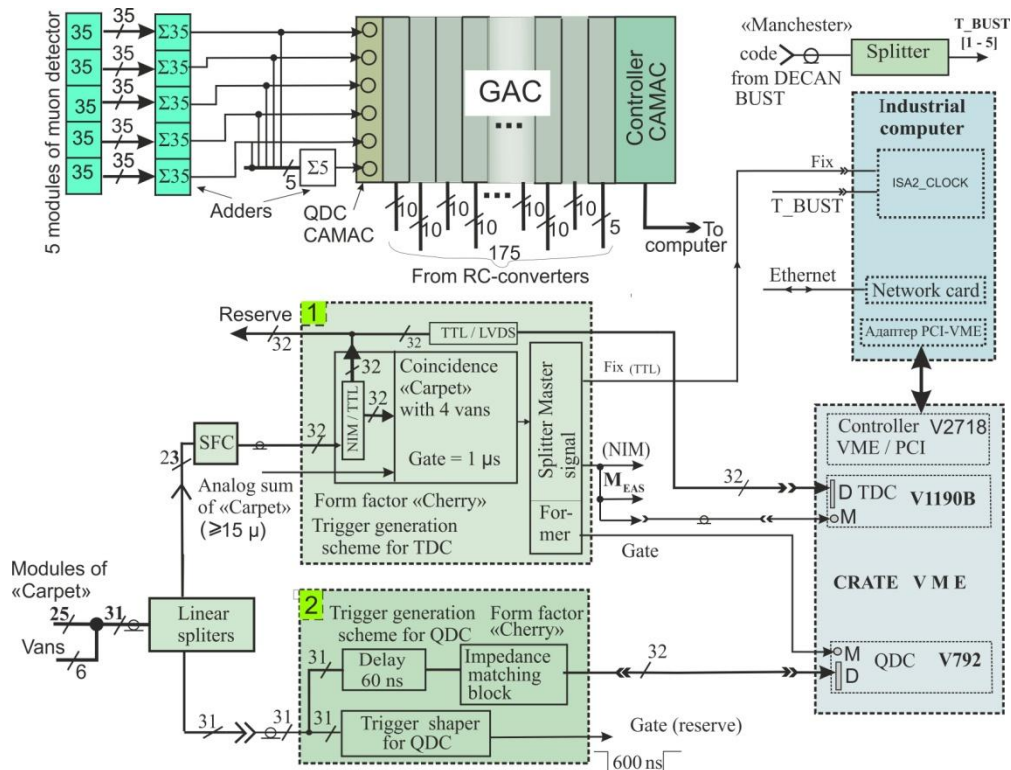 5 modules of muon detector
35
35
35
35
35
35
35
35
35
35
Σ35
Σ35
Σ35
Σ35
Σ35
Adders
5
Σ5
QDC
CAMAC
GAC
...
Controller
CAMAC
10
10
10
10
...
10
10
10
5
175
From RC-converters
To
computer
«Manchester»
code
from DECAN
BUST
Splitter
T_BUST
[1 - 5]
Industrial
computer
Fix
ISA2_CLOCK
T_BUST
Ethernet
Network card
Адаптер PCI-VME
Reserve
32
1
32
TTL / LVDS
32
NIM / TTL
32
Coincidence
«Carpet»
with 4 vans
Gate = 1 µs
Splitter Master
signal
For-
mer
Fix (TTL)
(NIM)
M EAS
Gate
SFC
32
23
Analog sum
of «Carpet»
(⩾15 µ)
Form factor «Cherry»
Trigger generation
scheme for TDC
32
Controller V2718
VME / PCI
D TDC V1190B
M
CRATE V M E
M
QDC V792
D
Modules of
«Carpet»
25
31
Vans
6
Linear
spliters
31
31
2
Trigger generation
scheme for QDC
Form factor
«Cherry»
31
Delay
60 ns
Impedance
matching
block
32
31
Trigger shaper
for QDC
Gate (reserve)
600 ns